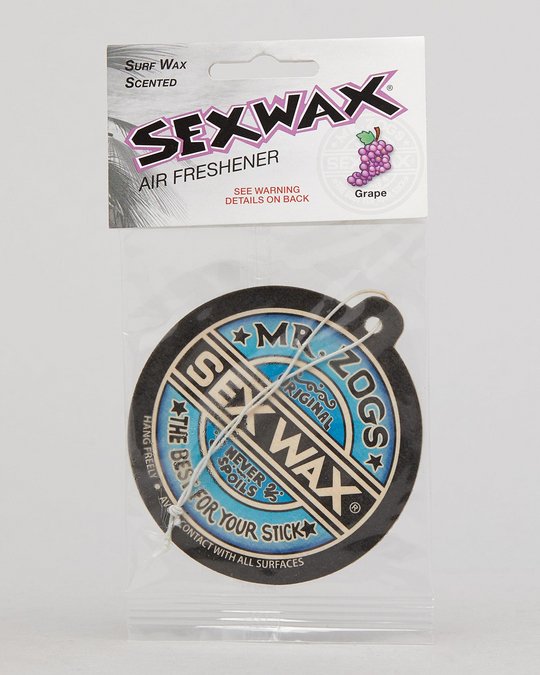 SURF WAX
SCENTED
SEXWAX®
AIR FRESHENER
SEE WARNING
DETAILS ON BACK
Grape
★ MR. ZOGS ★
ORIGINAL
SEX WAX®
NEVER
SPOILS
★ THE BEST FOR YOUR STICK ★
HANG FREELY • AVOID CONTACT WITH ALL SURFACES